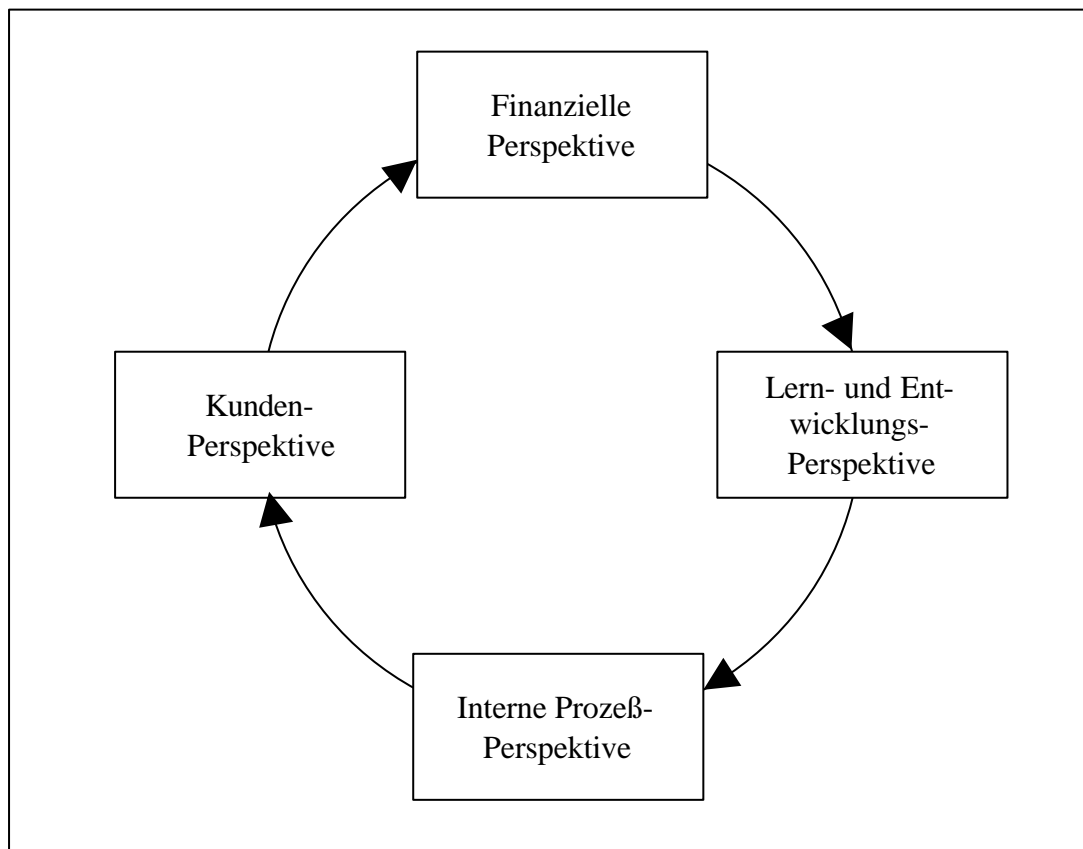 Finanzielle
Perspektive
Kunden-
Perspektive
Lern- und Ent-
wicklungs-
Perspektive
Interne Prozeß-
Perspektive